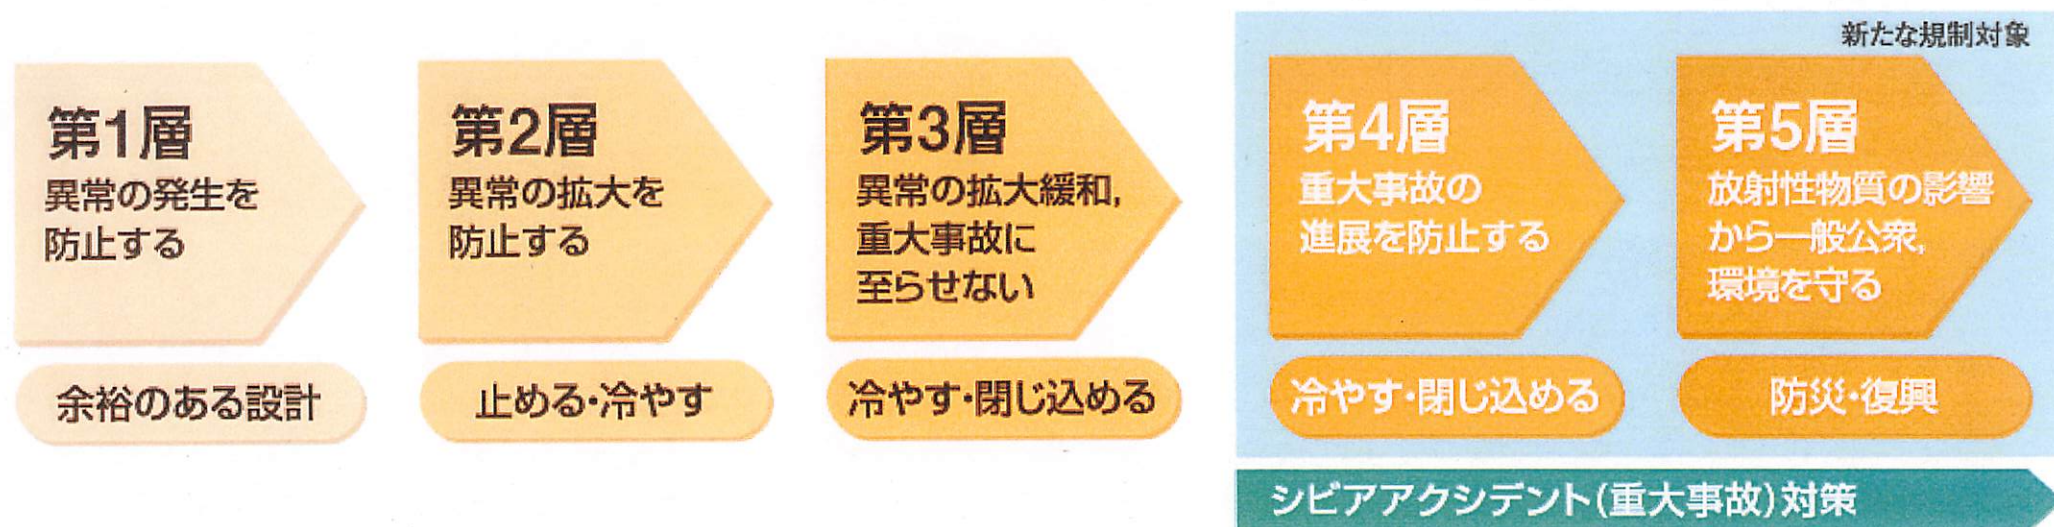 新たな規制対象
第1層
異常の発生を
防止する
余裕のある設計
第2層
異常の拡大を
防止する
止める・冷やす
第3層
異常の拡大緩和,
重大事故に
至らせない
冷やす・閉じ込める
第4層
重大事故の
進展を防止する
冷やす・閉じ込める
第5層
放射性物質の影響
から一般公衆,
環境を守る
防災・復興
シビアアクシデント(重大事故)対策